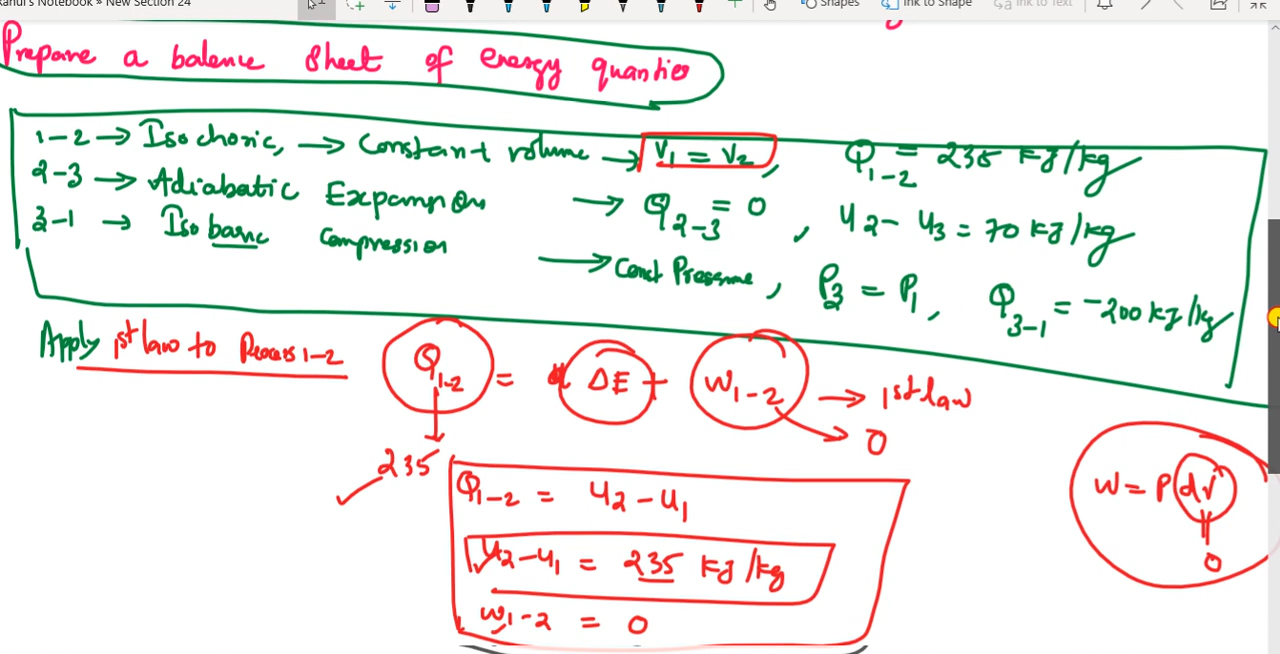 Rahul's Notebook » New Section 24
Shapes Ink to Shape Ink to Text
Prepare a balence sheet of energy quanties
1-2 → Isochoric, → Constant volume → V₁ = V₂, Q₁₋₂ = 235 KJ/kg
2-3 → Adiabatic Expansion → Q₂₋₃ = 0, U₂ - U₃ = 70 KJ/kg
3-1 → Isobaric Compression → Const Pressure, P₃ = P₁, Q₃₋₁ = -200 KJ/kg
Apply 1st law to Process 1-2 Q₁₋₂ = ΔE + W₁₋₂ → 1st law
→ 0
235
W = P dv
0
Q₁₋₂ = U₂ - U₁
U₂ - U₁ = 235 KJ/kg
W₁₋₂ = 0